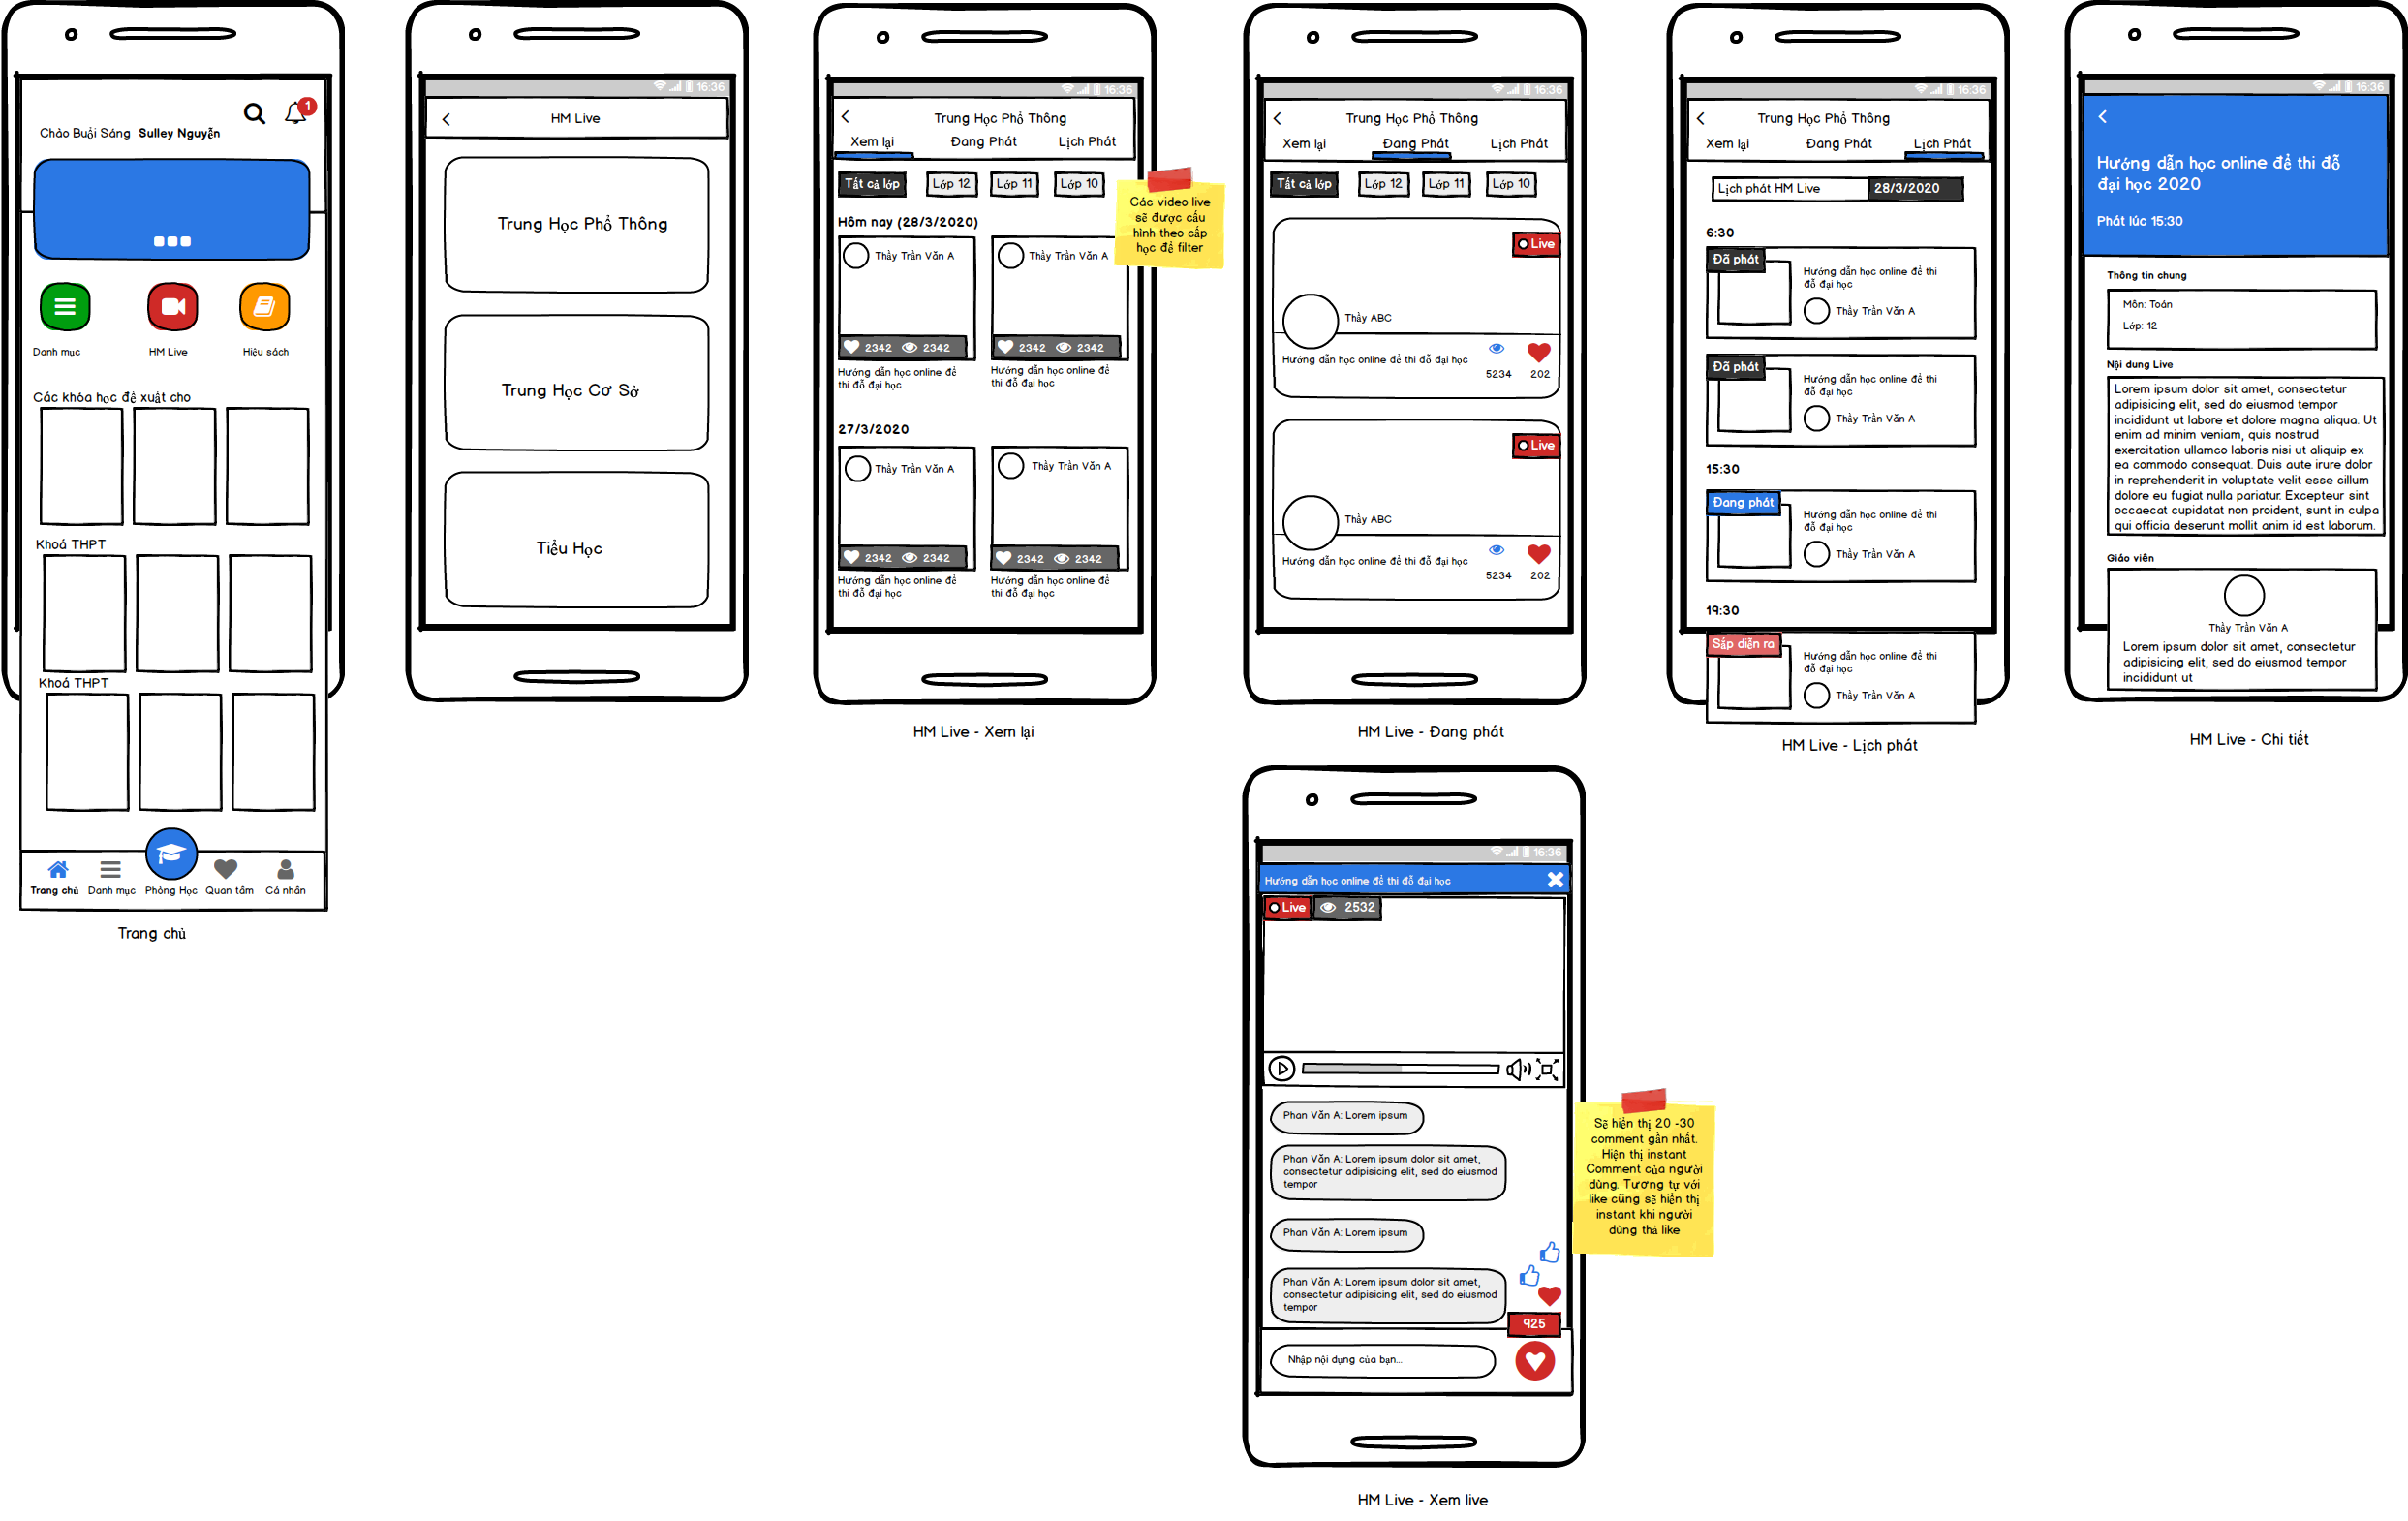 1
Chào Buổi Sáng Sulley Nguyễn
Danh mục
HM Live
Hiệu sách
Các khóa học đề xuất cho
Khoá THPT
Khoá THPT
Trang chủ
Danh mục
Phòng Học
Quan tâm
Cá nhân
Trang chủ
16:36
HM Live
Trung Học Phổ Thông
Trung Học Cơ Sở
Tiểu Học
16:36
Trung Học Phổ Thông
Xem lại
Đang Phát
Lịch Phát
Tất cả lớp
Lớp 12
Lớp 11
Lớp 10
Hôm nay (28/3/2020)
Thầy Trần Văn A
Thầy Trần Văn A
2342 2342
2342 2342
Hướng dẫn học online để
thi đỗ đại học
Hướng dẫn học online để
thi đỗ đại học
27/3/2020
Thầy Trần Văn A
Thầy Trần Văn A
2342 2342
2342 2342
Hướng dẫn học online để
thi đỗ đại học
Hướng dẫn học online để
thi đỗ đại học
HM Live - Xem lại
Các video live
sẽ được cấu
hình theo cấp
học để filter
16:36
Trung Học Phổ Thông
Xem lại
Đang Phát
Lịch Phát
Tất cả lớp
Lớp 12
Lớp 11
Lớp 10
Live
Thầy ABC
Hướng dẫn học online để thi đỗ đại học
5234
202
Live
Thầy ABC
Hướng dẫn học online để thi đỗ đại học
5234
202
HM Live - Đang phát
16:36
Trung Học Phổ Thông
Xem lại
Đang Phát
Lịch Phát
Lịch phát HM Live
28/3/2020
6:30
Đã phát
Hướng dẫn học online để thi
đỗ đại học
Thầy Trần Văn A
Đã phát
Hướng dẫn học online để thi
đỗ đại học
Thầy Trần Văn A
15:30
Đang phát
Hướng dẫn học online để thi
đỗ đại học
Thầy Trần Văn A
19:30
Sắp diễn ra
Hướng dẫn học online để thi
đỗ đại học
Thầy Trần Văn A
HM Live - Lịch phát
16:36
Hướng dẫn học online để thi đỗ
đại học 2020
Phát lúc 15:30
Thông tin chung
Môn: Toán
Lớp: 12
Nội dung Live
Lorem ipsum dolor sit amet, consectetur
adipisicing elit, sed do eiusmod tempor
incididunt ut labore et dolore magna aliqua. Ut
enim ad minim veniam, quis nostrud
exercitation ullamco laboris nisi ut aliquip ex
ea commodo consequat. Duis aute irure dolor
in reprehenderit in voluptate velit esse cillum
dolore eu fugiat nulla pariatur. Excepteur sint
occaecat cupidatat non proident, sunt in culpa
qui officia deserunt mollit anim id est laborum.
Giáo viên
Thầy Trần Văn A
Lorem ipsum dolor sit amet, consectetur
adipisicing elit, sed do eiusmod tempor
incididunt ut
HM Live - Chi tiết
16:36
Hướng dẫn học online để thi đỗ đại học
Live
2532
Phan Văn A: Lorem ipsum
Phan Văn A: Lorem ipsum dolor sit amet,
consectetur adipisicing elit, sed do eiusmod
tempor
Phan Văn A: Lorem ipsum
Phan Văn A: Lorem ipsum dolor sit amet,
consectetur adipisicing elit, sed do eiusmod
tempor
925
Nhập nội dụng của bạn...
HM Live - Xem live
Sẽ hiển thị 20 -30
comment gần nhất.
Hiện thị instant
Comment của người
dùng. Tương tự với
like cũng sẽ hiển thị
instant khi người
dùng thả like